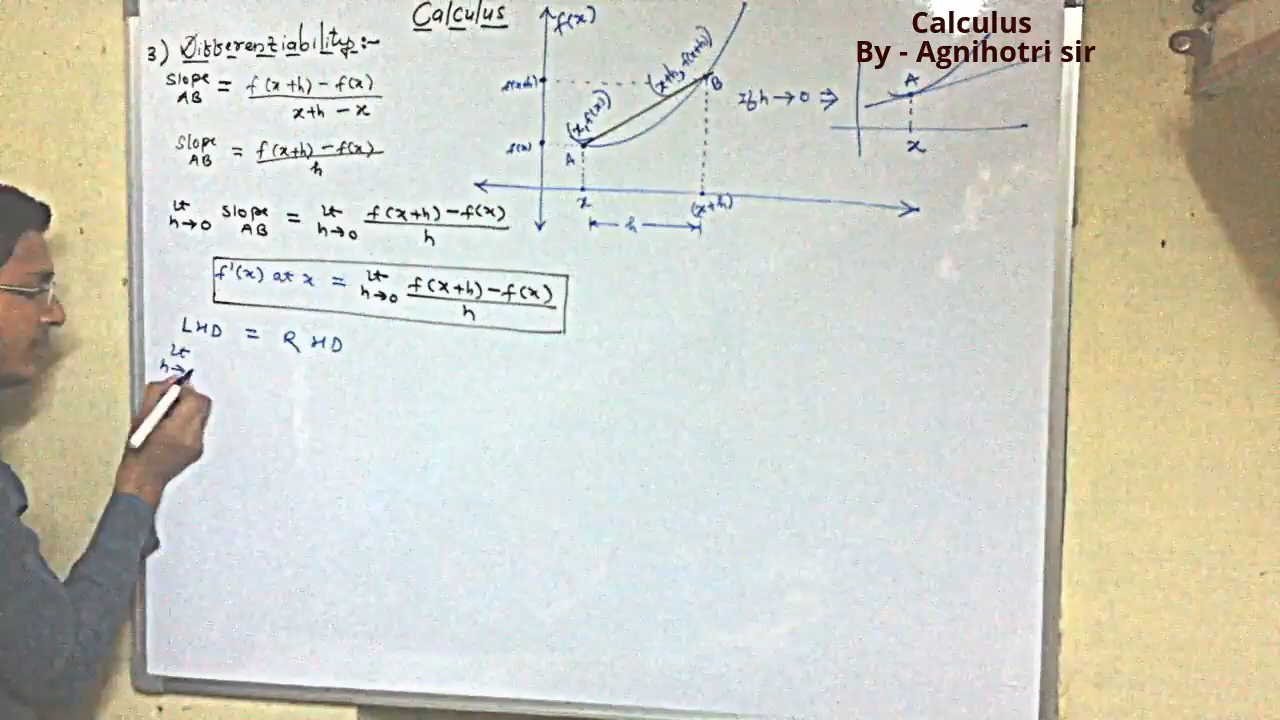 Calculus
Calculus
By - Agnihotri sir
3) Differentiability:-
Slope AB = f(x+h) - f(x) / x+h - x
Slope AB = f(x+h) - f(x) / h
lt h→0 Slope AB = lt h→0 f(x+h) - f(x) / h
f'(x) at x = lt h→0 f(x+h) - f(x) / h
LHD = RHD
lt h→
f(x)
f(x+h)
f(x)
(x, f(x))
(x+h, f(x+h))
A
B
x
(x+h)
h
If h→0 ⇒
A
x